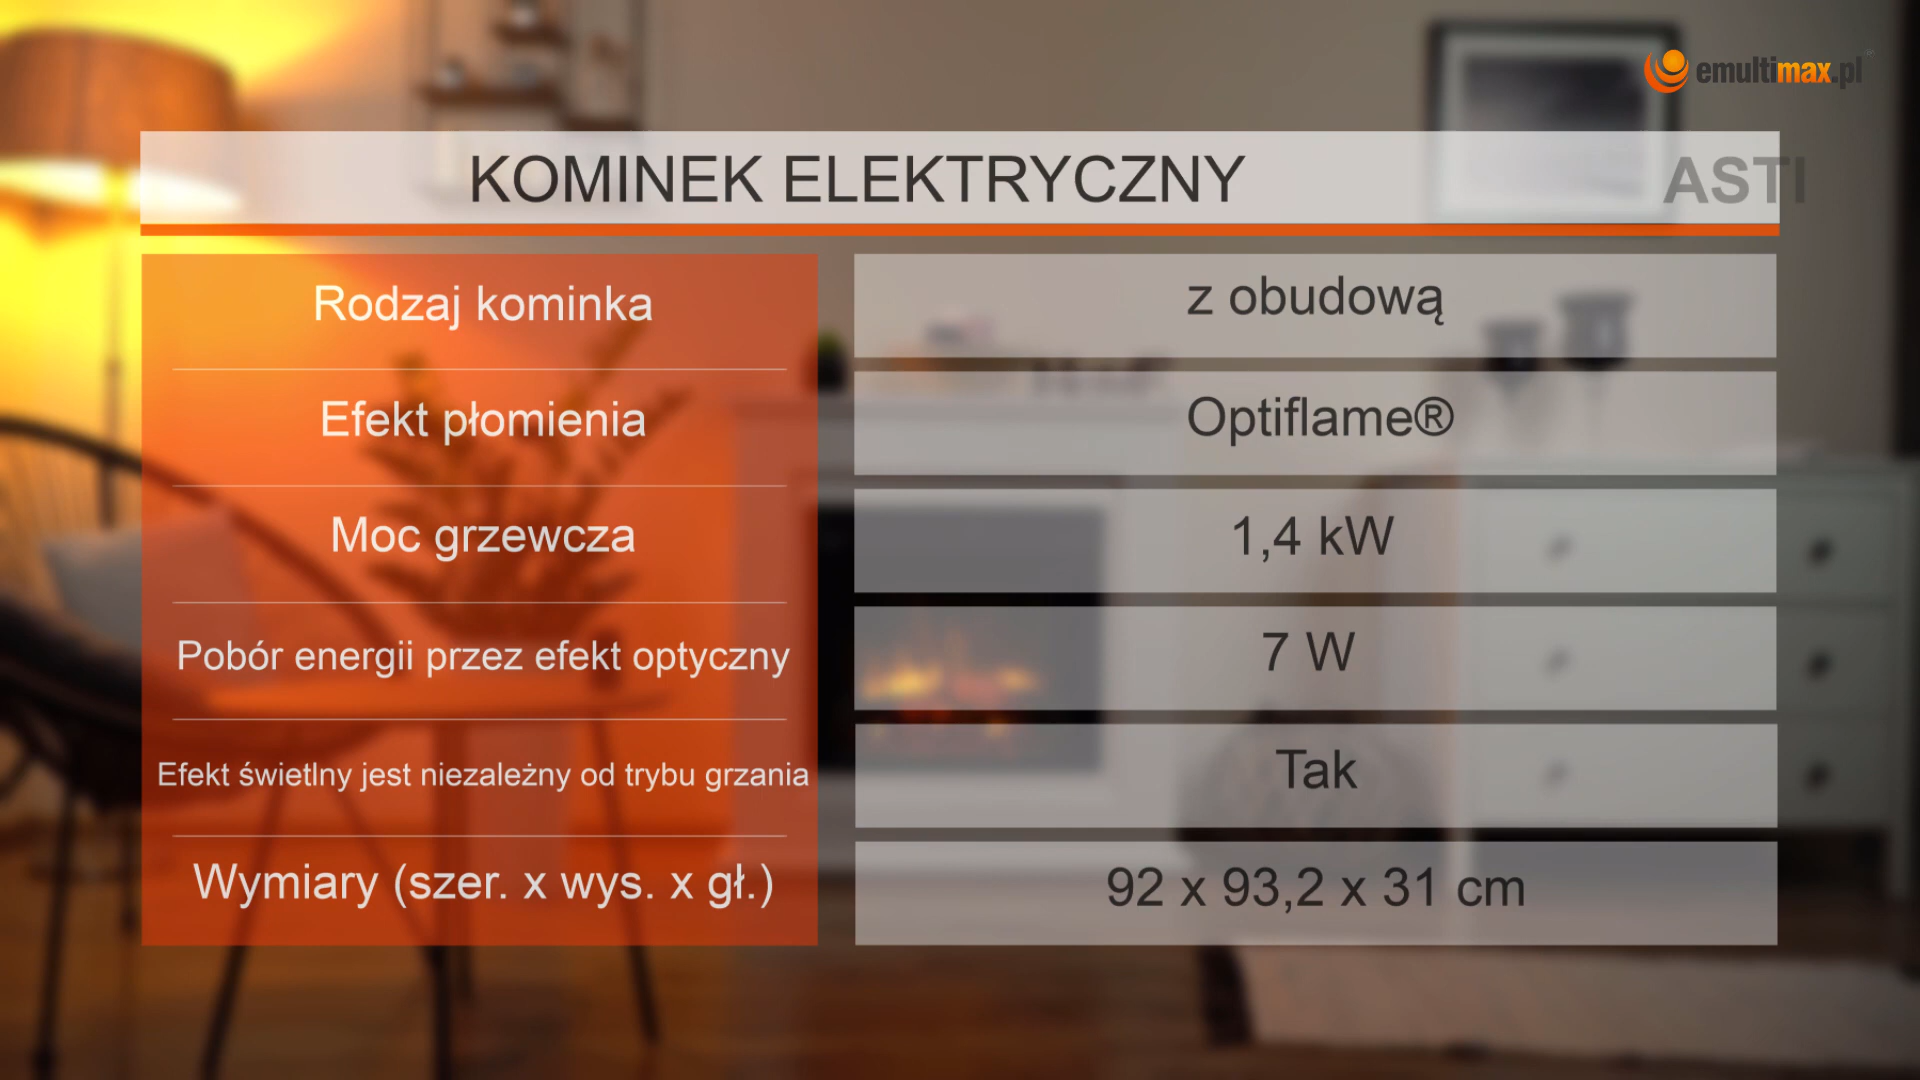 emultimax.pl
KOMINEK ELEKTRYCZNY ASTI
Rodzaj kominka
z obudową
Efekt płomienia
Optiflame®
Moc grzewcza
1,4 kW
Pobór energii przez efekt optyczny
7 W
Efekt świetlny jest niezależny od trybu grzania
Tak
Wymiary (szer. x wys. x gł.)
92 x 93,2 x 31 cm